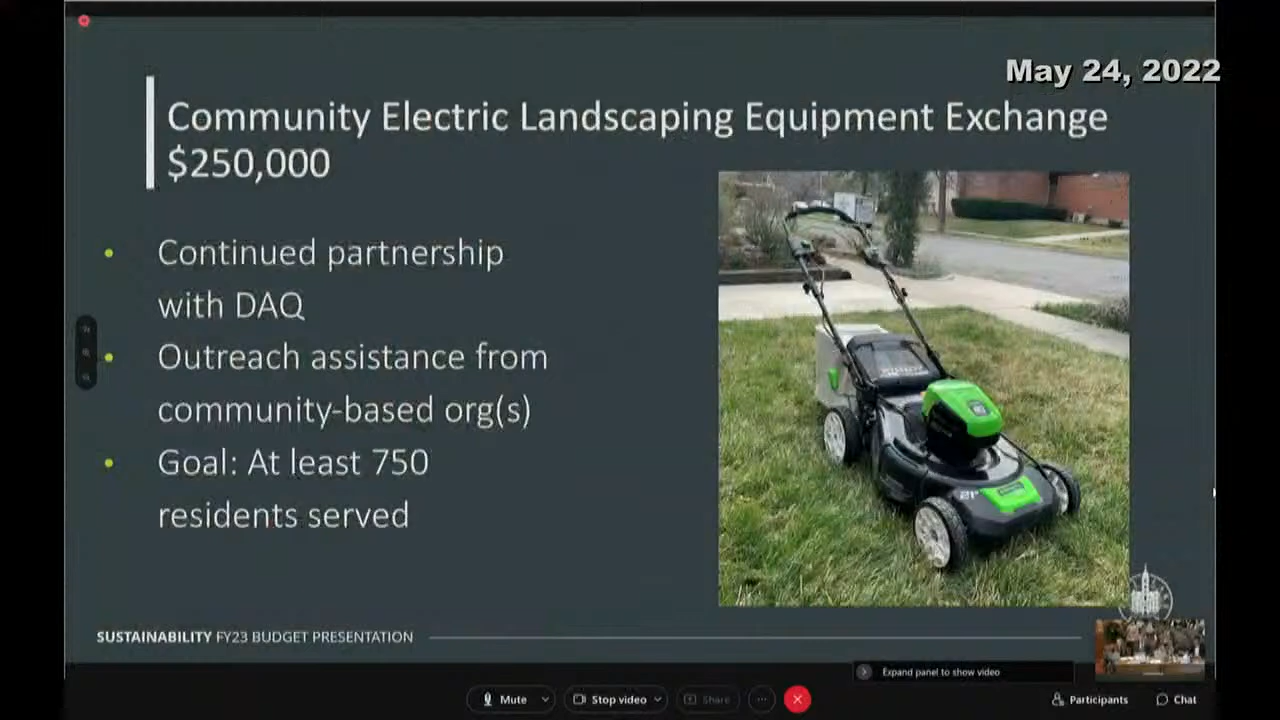 May 24, 2022
Community Electric Landscaping Equipment Exchange
$250,000
• Continued partnership
with DAQ
• Outreach assistance from
community-based org(s)
• Goal: At least 750
residents served
21"
SUSTAINABILITY FY23 BUDGET PRESENTATION
Expand panel to show video
Mute
Stop video
Share
Participants
Chat